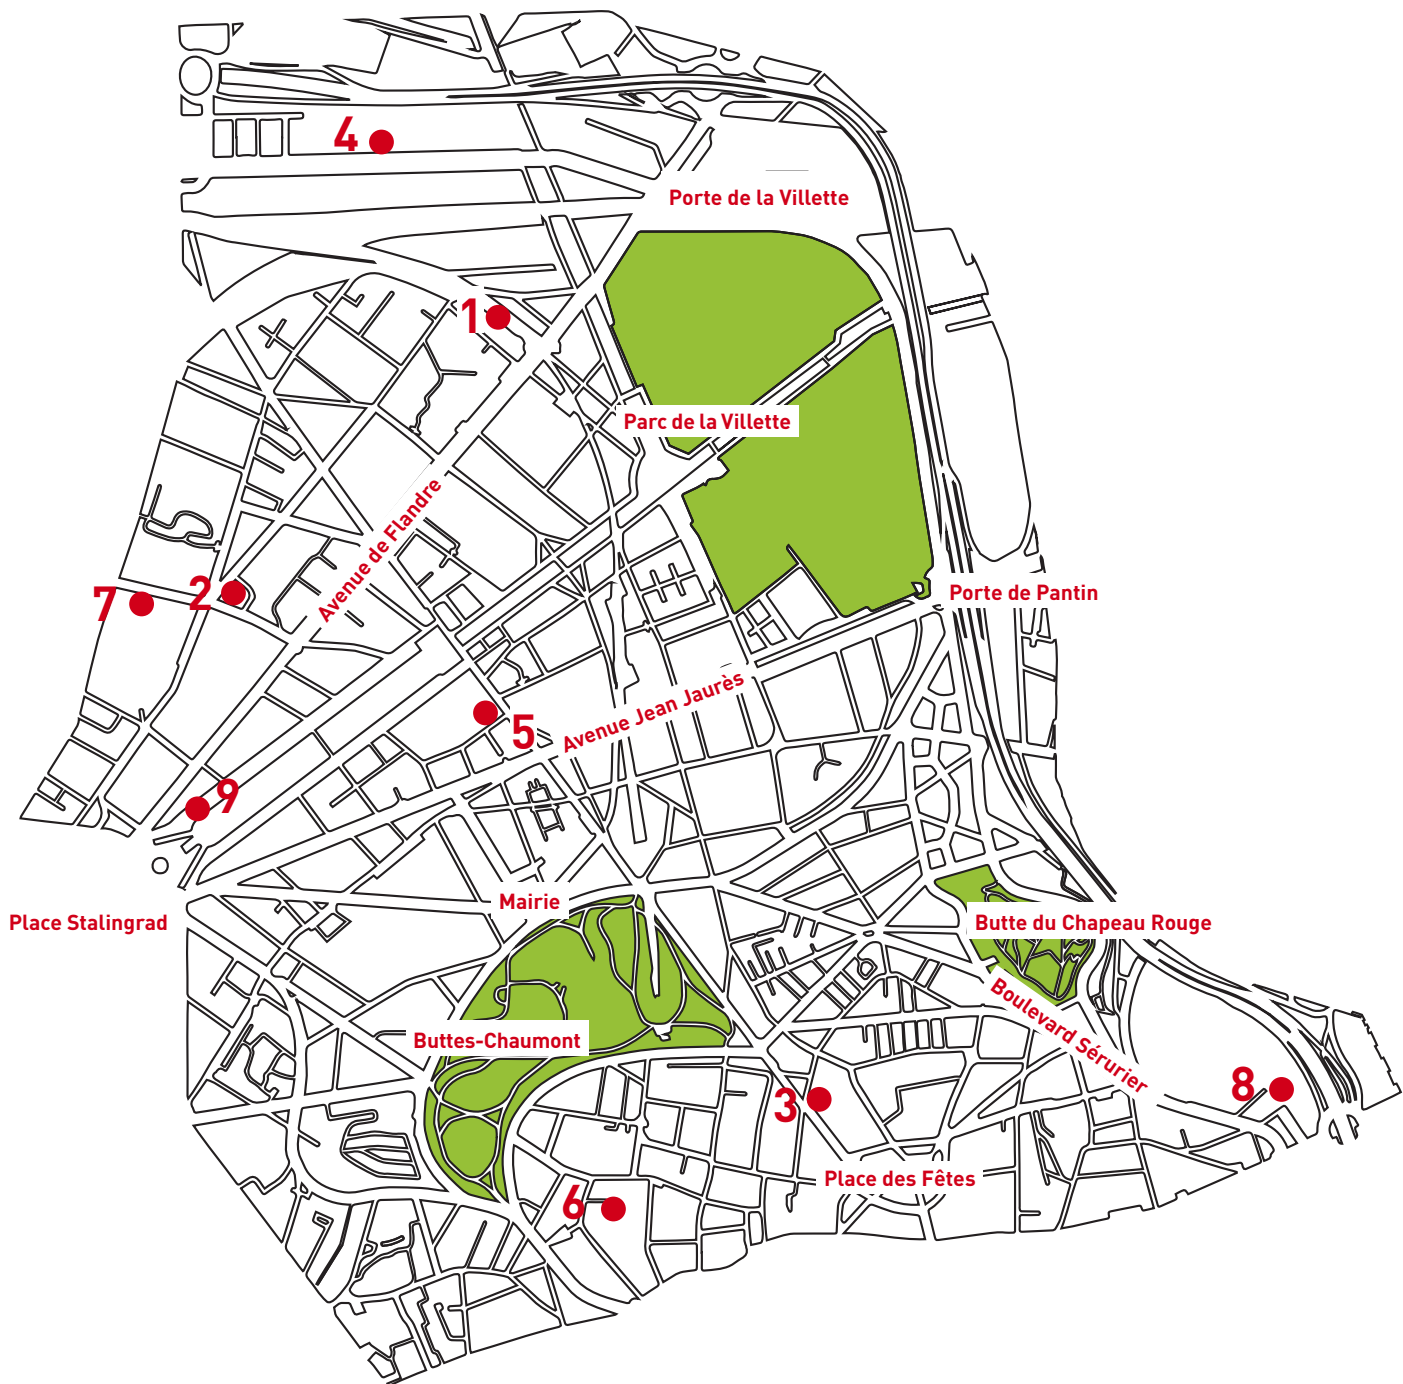 4
Porte de la Villette
1
Parc de la Villette
Avenue de Flandre
7
2
Porte de Pantin
Avenue Jean Jaurès
5
9
Mairie
Place Stalingrad
Butte du Chapeau Rouge
Boulevard Sérurier
Buttes-Chaumont
3
8
Place des Fêtes
6